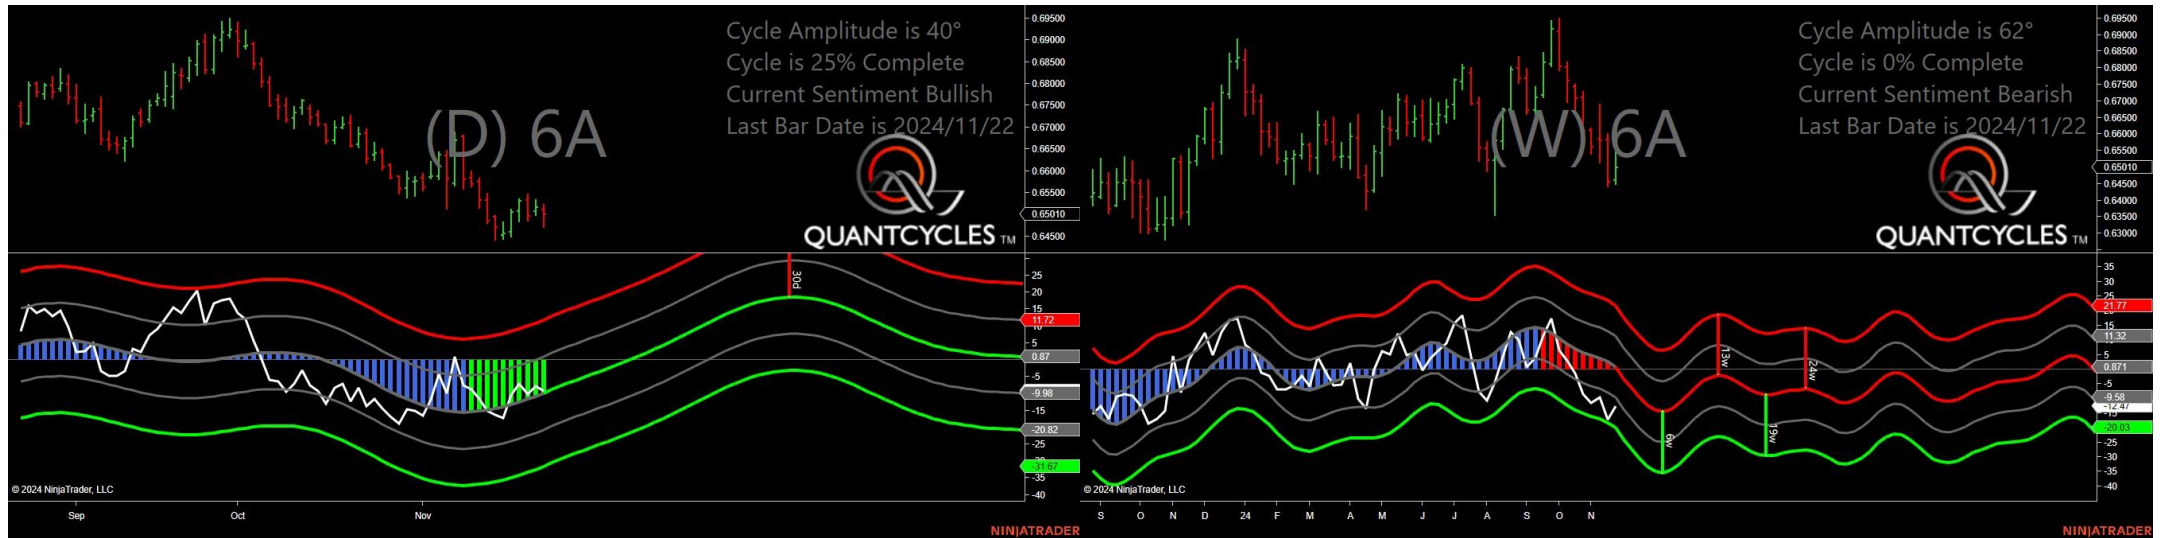 Cycle Amplitude is 40°
Cycle is 25% Complete
Current Sentiment Bullish
Last Bar Date is 2024/11/22
(D) 6A
QUANTCYCLES TM
0.69500
0.69000
0.68500
0.68000
0.67500
0.67000
0.66500
0.66000
0.65500
0.65010
0.64500
30d
25
20
15
11.72
10
5
0.87
-5
-9.98
-15
-20.82
-25
-31.67
-35
-40
© 2024 NinjaTrader, LLC
Sep
Oct
Nov
NINJATRADER
Cycle Amplitude is 62°
Cycle is 0% Complete
Current Sentiment Bearish
Last Bar Date is 2024/11/22
(W) 6A
QUANTCYCLES TM
0.69500
0.69000
0.68500
0.68000
0.67500
0.67000
0.66500
0.66000
0.65500
0.65010
0.64500
0.64000
0.63500
0.63000
13w
24w
6w
19w
35
30
25
21.77
15
11.32
5
0.871
-5
-9.58
-12.47
-15
-20.03
-25
-30
-35
-40
© 2024 NinjaTrader, LLC
S O N D 24 F M A M J J A S O N
NINJATRADER